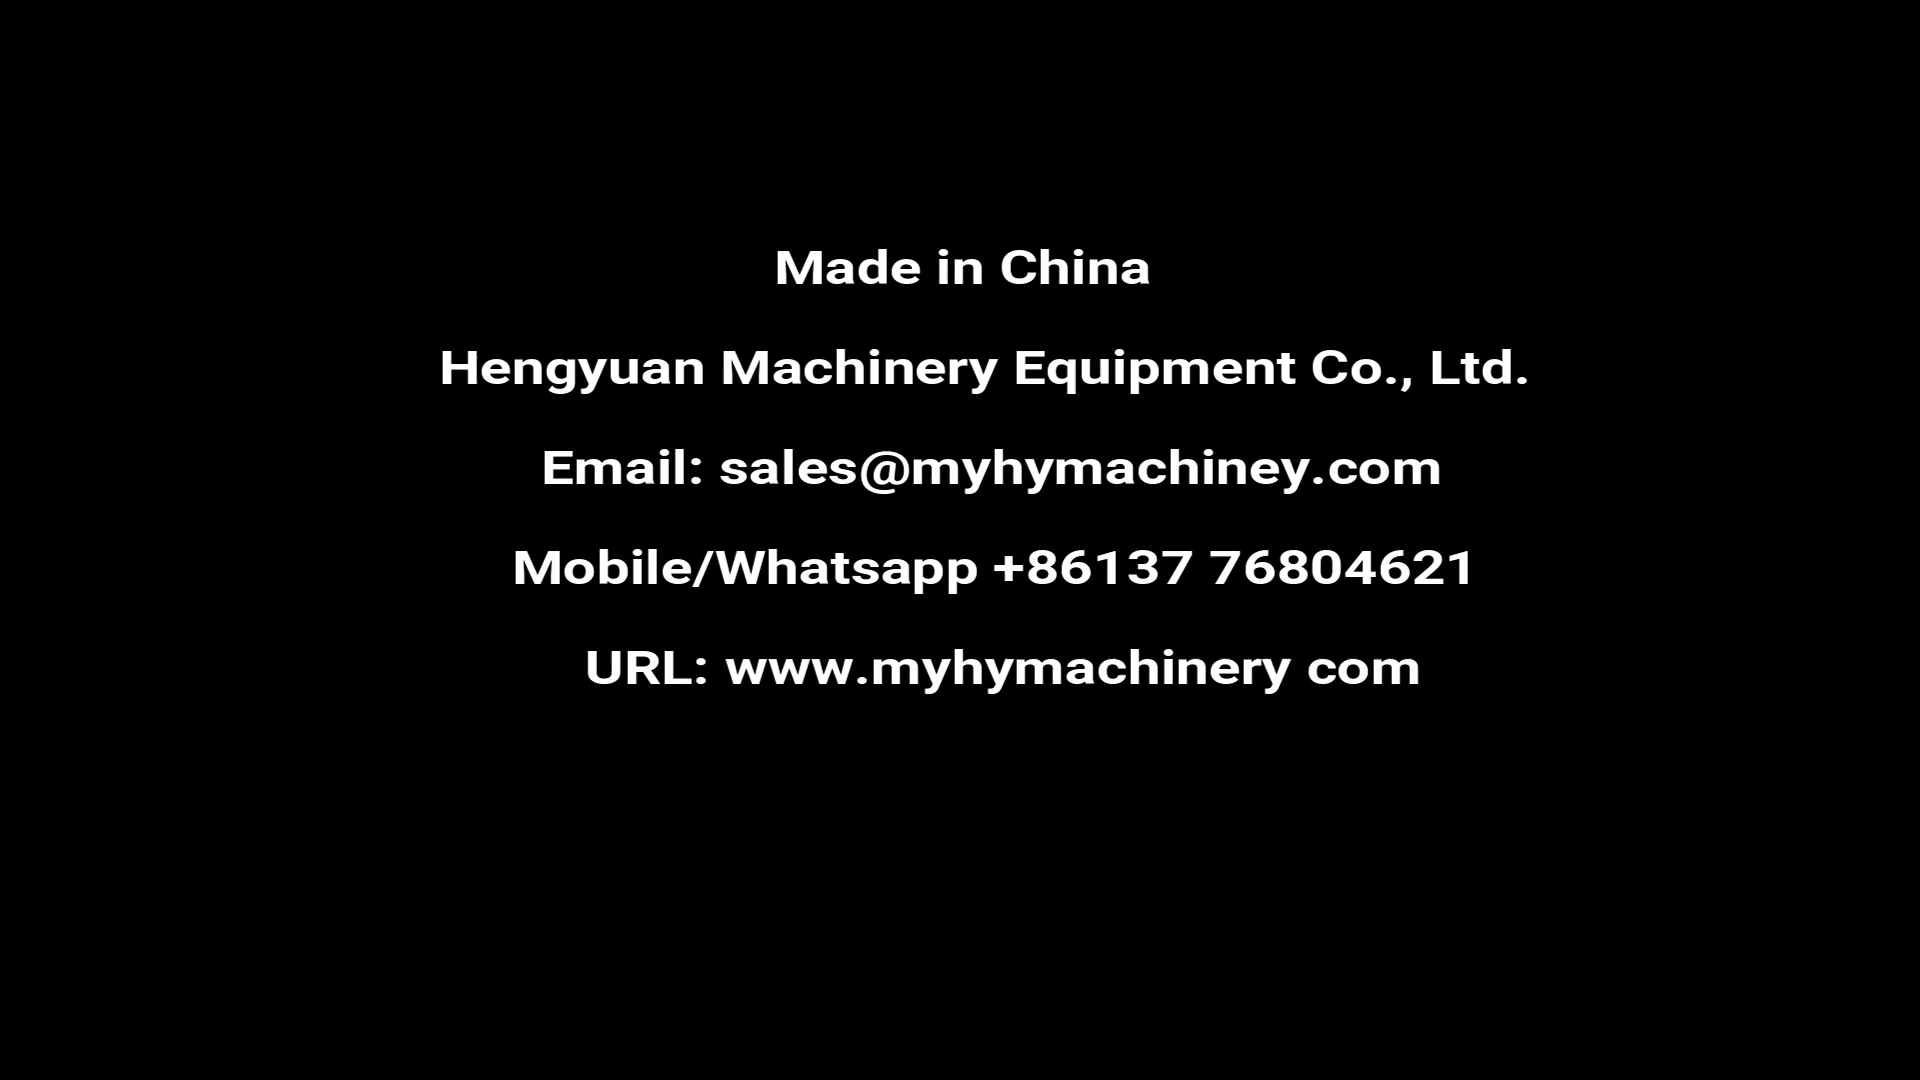 Made in China
Hengyuan Machinery Equipment Co., Ltd.
Email: sales@myhymachiney.com
Mobile/Whatsapp +86137 76804621
URL: www.myhymachinery com